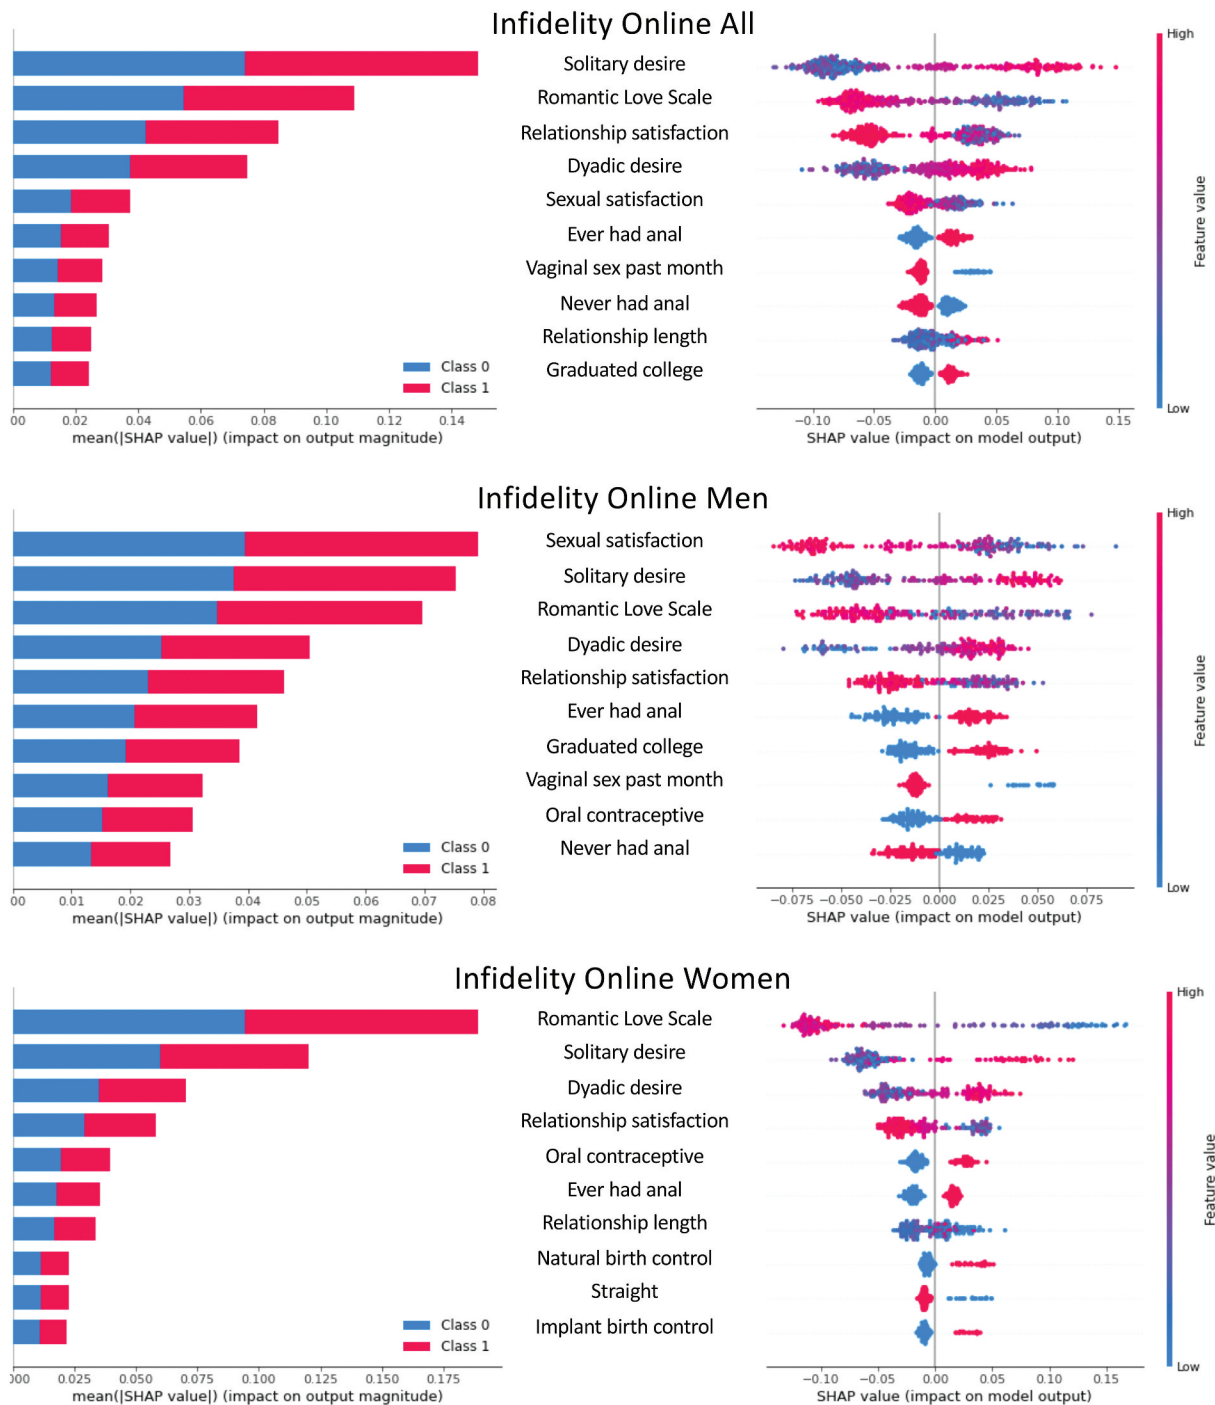 Infidelity Online All
Solitary desire
Romantic Love Scale
Relationship satisfaction
Dyadic desire
Sexual satisfaction
Ever had anal
Vaginal sex past month
Never had anal
Relationship length
Graduated college
Class 0
Class 1
00 0.02 0.04 0.06 0.08 0.10 0.12 0.14
mean(|SHAP value|) (impact on output magnitude)
−0.10 −0.05 0.00 0.05 0.10 0.15
SHAP value (impact on model output)
High
Feature value
Low
Infidelity Online Men
Sexual satisfaction
Solitary desire
Romantic Love Scale
Dyadic desire
Relationship satisfaction
Ever had anal
Graduated college
Vaginal sex past month
Oral contraceptive
Never had anal
Class 0
Class 1
00 0.01 0.02 0.03 0.04 0.05 0.06 0.07 0.08
mean(|SHAP value|) (impact on output magnitude)
−0.075 −0.050 −0.025 0.000 0.025 0.050 0.075
SHAP value (impact on model output)
High
Feature value
Low
Infidelity Online Women
Romantic Love Scale
Solitary desire
Dyadic desire
Relationship satisfaction
Oral contraceptive
Ever had anal
Relationship length
Natural birth control
Straight
Implant birth control
Class 0
Class 1
000 0.025 0.050 0.075 0.100 0.125 0.150 0.175
mean(|SHAP value|) (impact on output magnitude)
−0.10 −0.05 0.00 0.05 0.10 0.15
SHAP value (impact on model output)
High
Feature value
Low